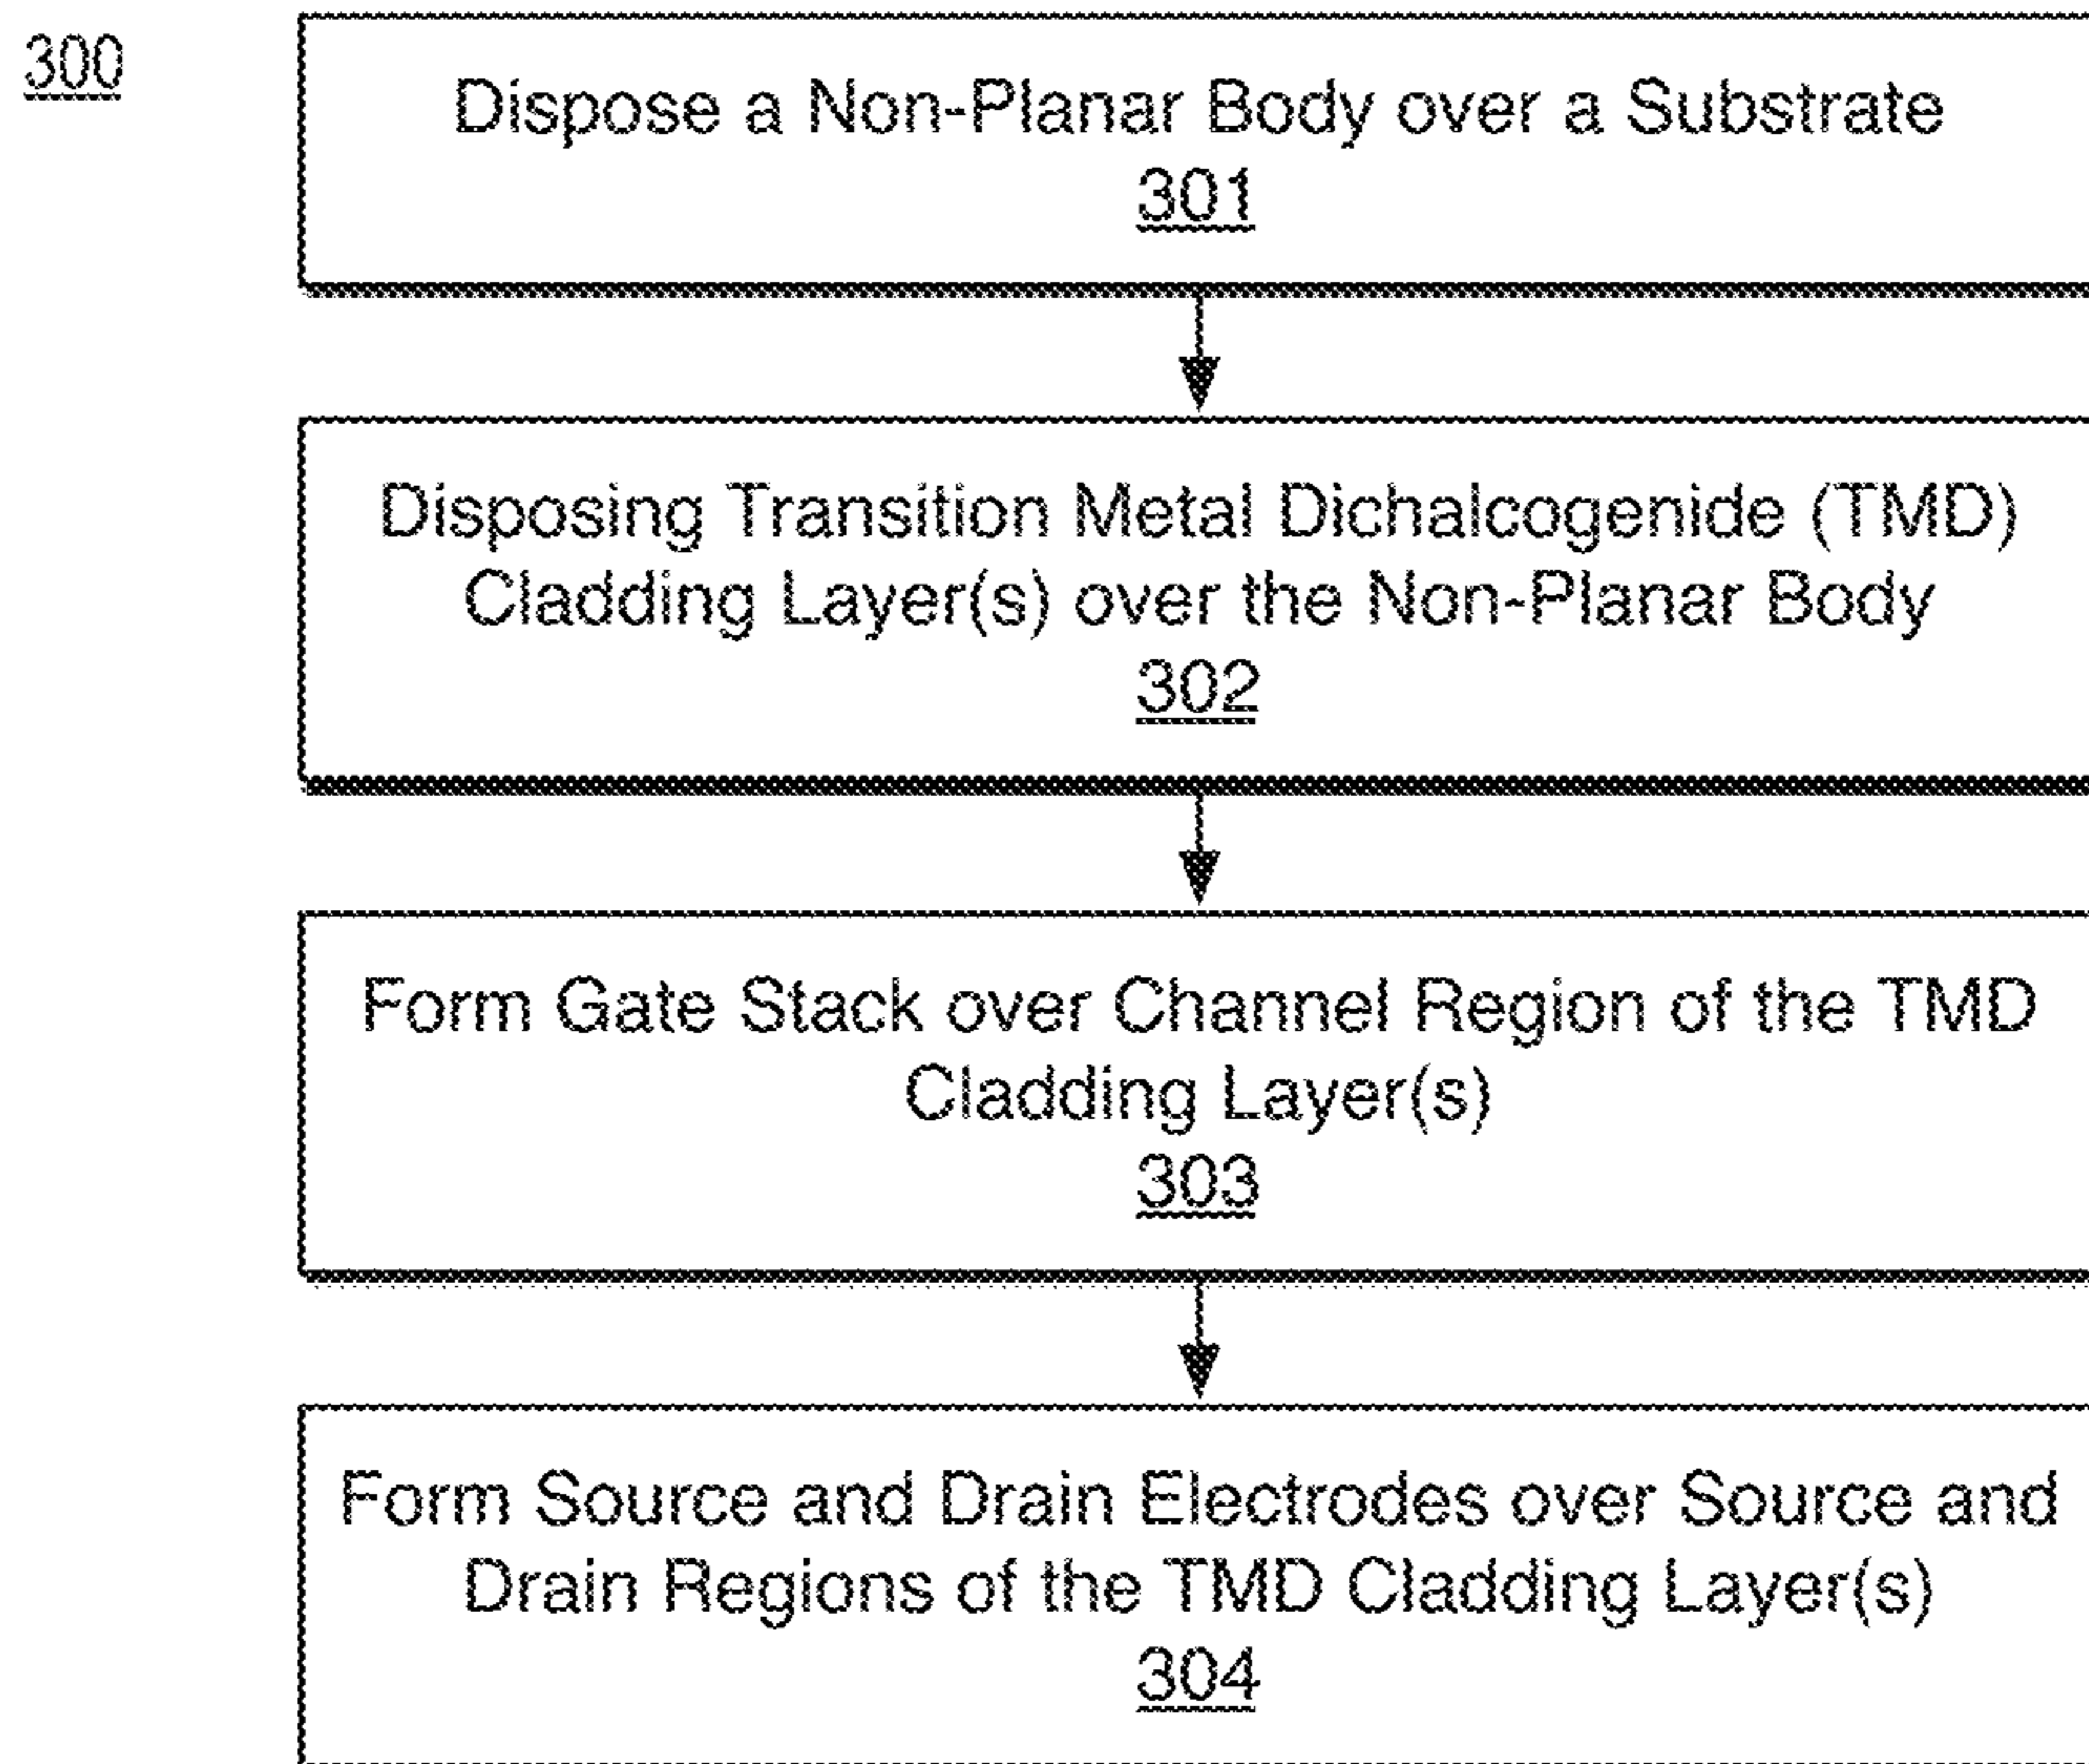 300
Dispose a Non-Planar Body over a Substrate
301
Disposing Transition Metal Dichalcogenide (TMD)
Cladding Layer(s) over the Non-Planar Body
302
Form Gate Stack over Channel Region of the TMD
Cladding Layer(s)
303
Form Source and Drain Electrodes over Source and
Drain Regions of the TMD Cladding Layer(s)
304